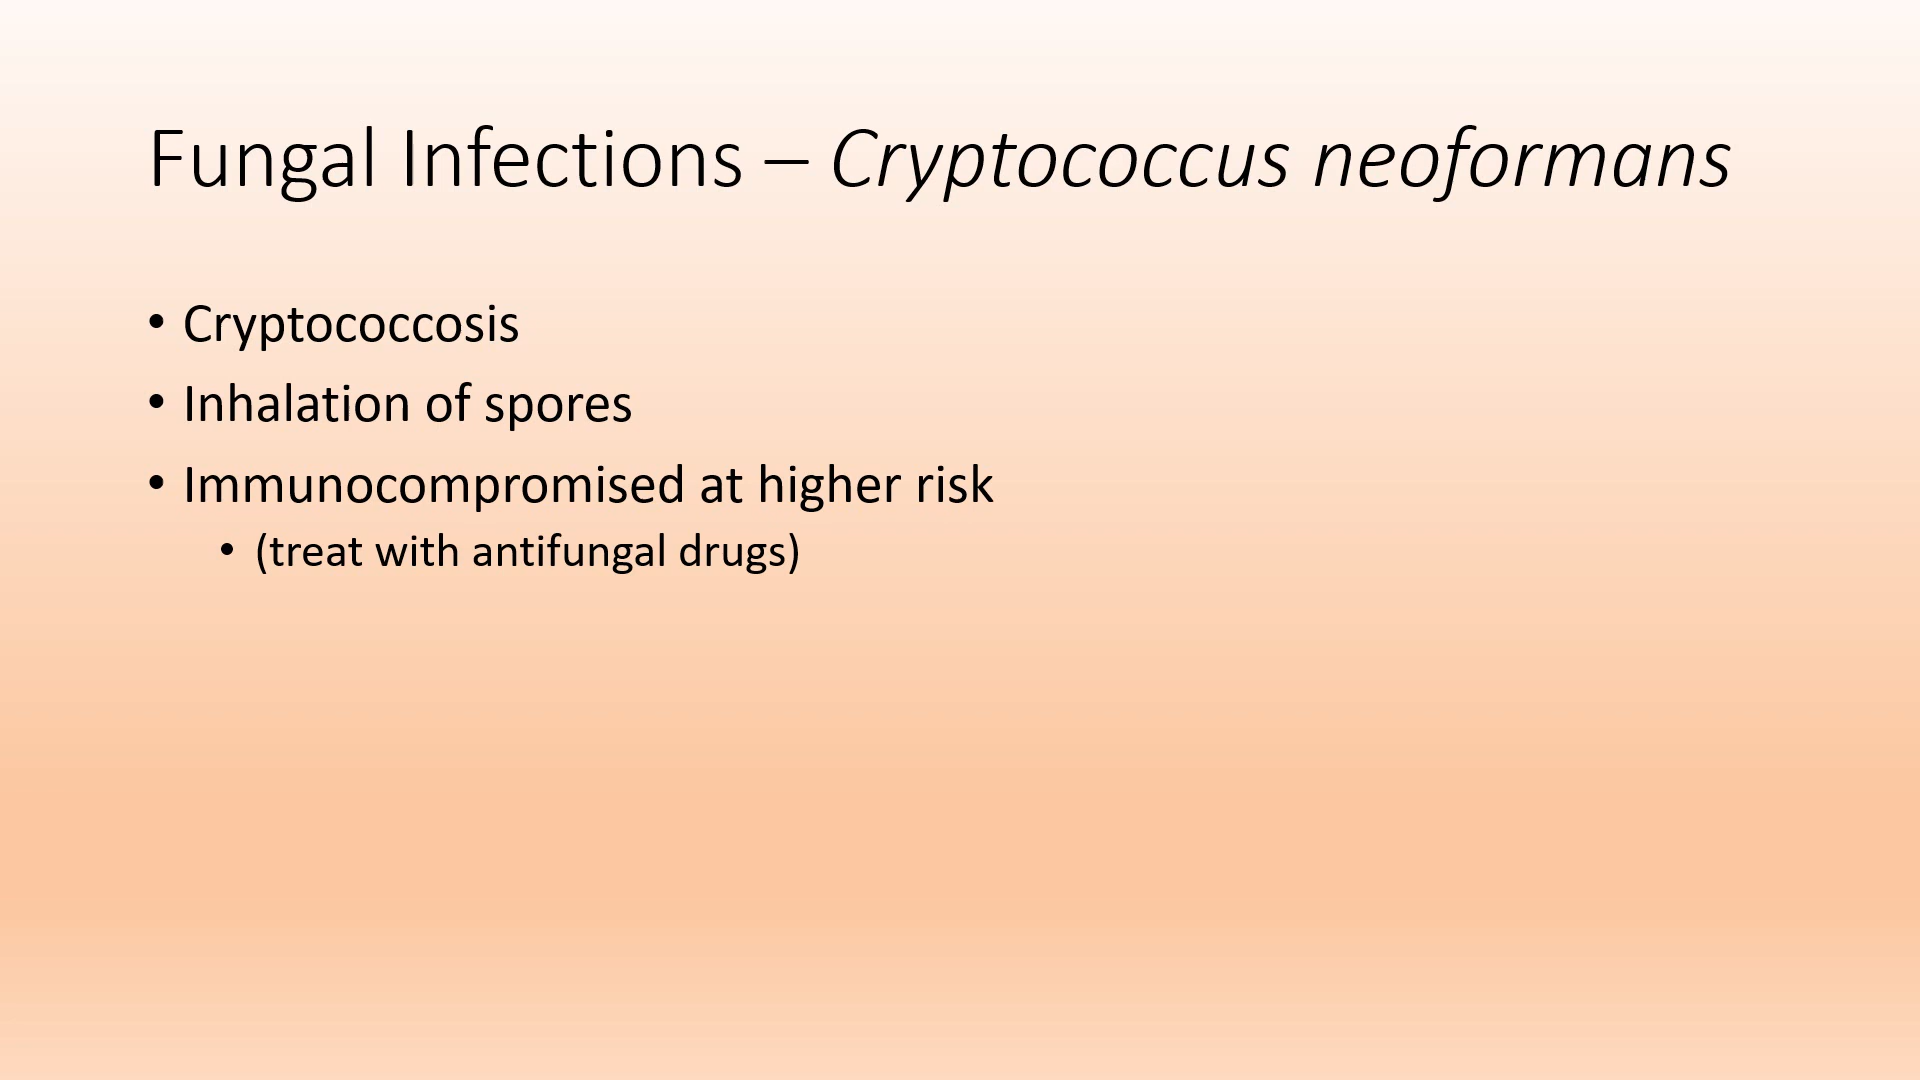 Fungal Infections – Cryptococcus neoformans
• Cryptococcosis
• Inhalation of spores
• Immunocompromised at higher risk
• (treat with antifungal drugs)